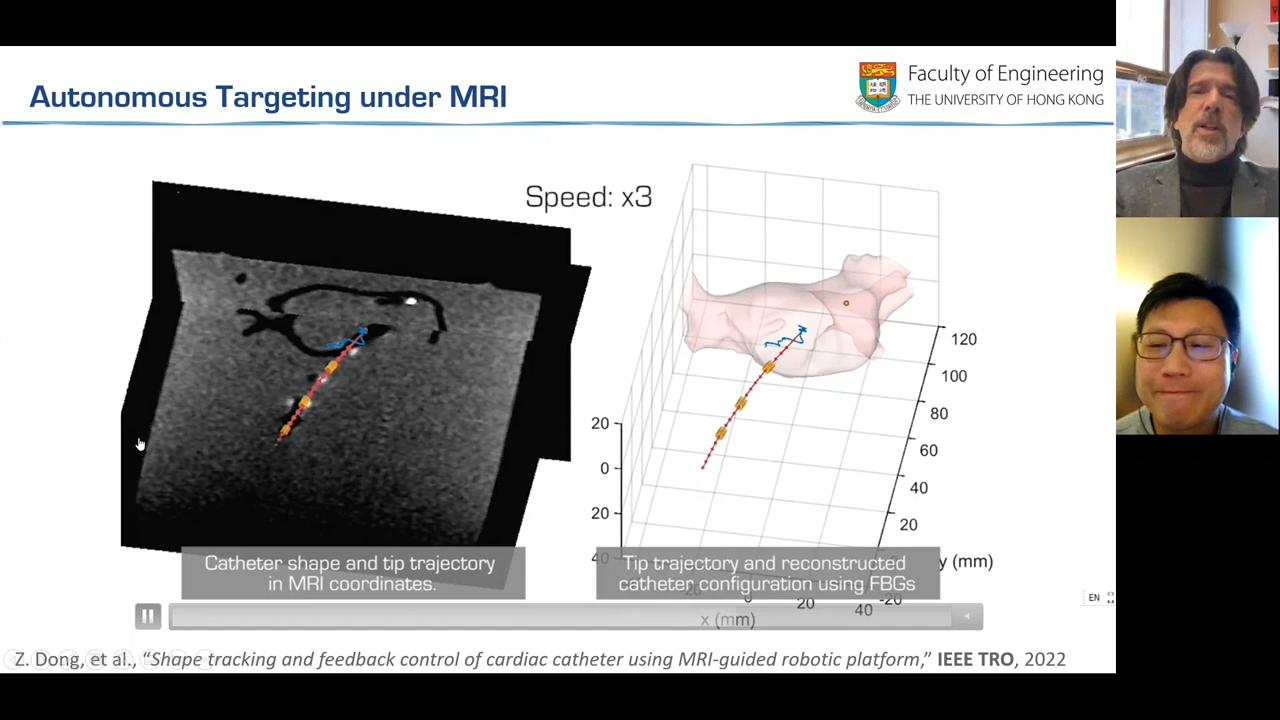 Autonomous Targeting under MRI
Faculty of Engineering
THE UNIVERSITY OF HONG KONG
Speed: x3
120
100
80
60
40
20
y (mm)
20
0
20
40
0
20
40
-20
x (mm)
Catheter shape and tip trajectory
in MRI coordinates.
Tip trajectory and reconstructed
catheter configuration using FBGs
EN
Z. Dong, et al., “Shape tracking and feedback control of cardiac catheter using MRI-guided robotic platform,” IEEE TRO, 2022